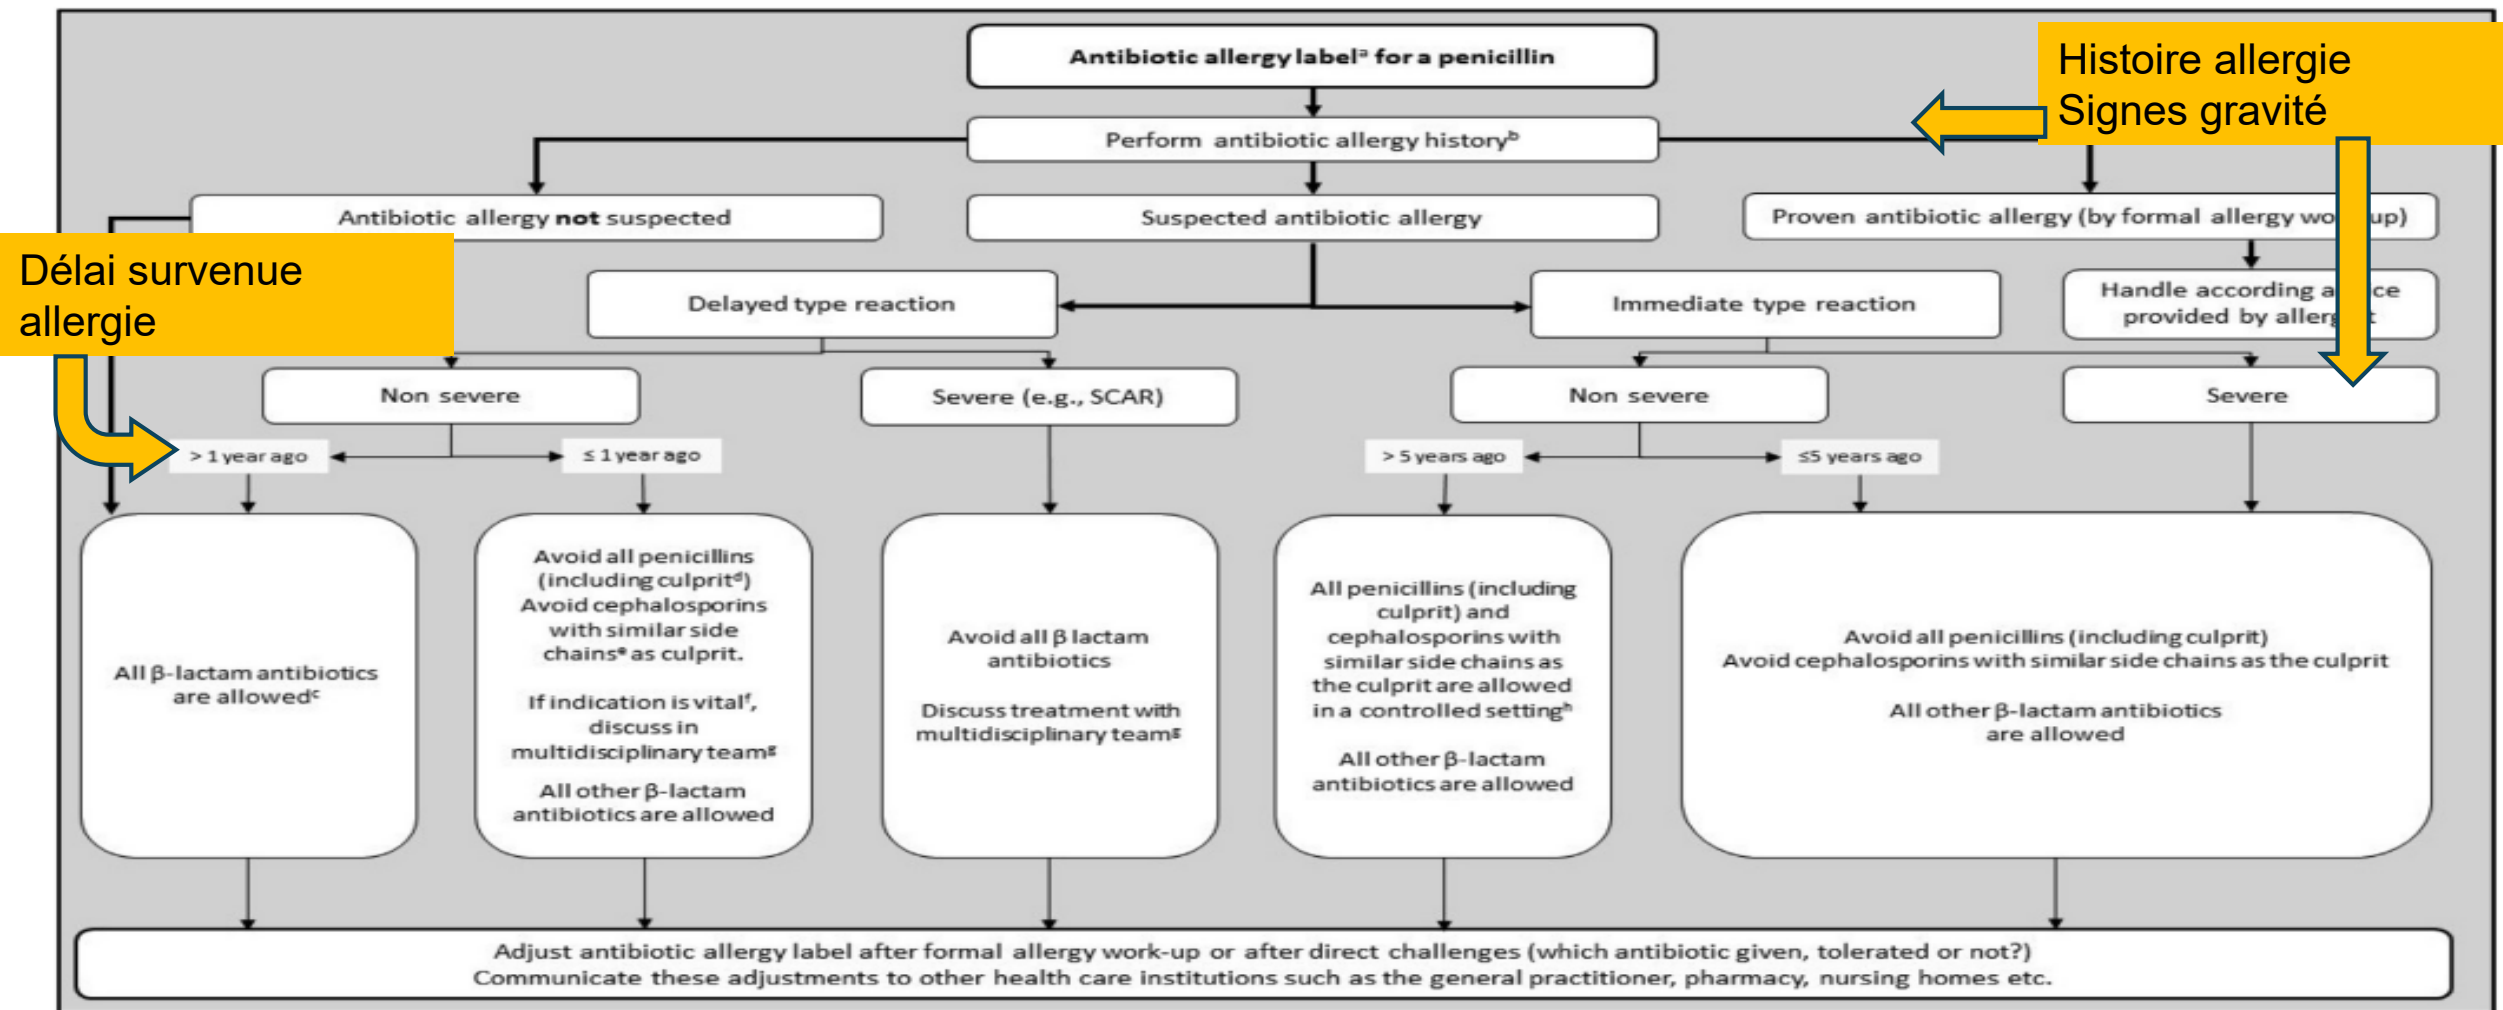 Antibiotic allergy labelᵃ for a penicillin
Histoire allergie
Signes gravité
Perform antibiotic allergy historyᵇ
Antibiotic allergy not suspected
Suspected antibiotic allergy
Proven antibiotic allergy (by formal allergy wo up)
Délai survenue
allergie
Delayed type reaction
Immediate type reaction
Handle according a ce
provided by allerg t
Non severe
Severe (e.g., SCAR)
Non severe
Severe
> 1 year ago
≤ 1 year ago
> 5 years ago
≤5 years ago
All β-lactam antibiotics
are allowedᶜ
Avoid all penicillins
(including culpritᵈ)
Avoid cephalosporins
with similar side
chainsᵉ as culprit.
If indication is vitalᶠ,
discuss in
multidisciplinary teamᵍ
All other β-lactam
antibiotics are allowed
Avoid all β lactam
antibiotics
Discuss treatment with
multidisciplinary teamᵍ
All penicillins (including
culprit) and
cephalosporins with
similar side chains as
the culprit are allowed
in a controlled settingʰ
All other β-lactam
antibiotics are allowed
Avoid all penicillins (including culprit)
Avoid cephalosporins with similar side chains as the culprit
All other β-lactam antibiotics
are allowed
Adjust antibiotic allergy label after formal allergy work-up or after direct challenges (which antibiotic given, tolerated or not?)
Communicate these adjustments to other health care institutions such as the general practitioner, pharmacy, nursing homes etc.